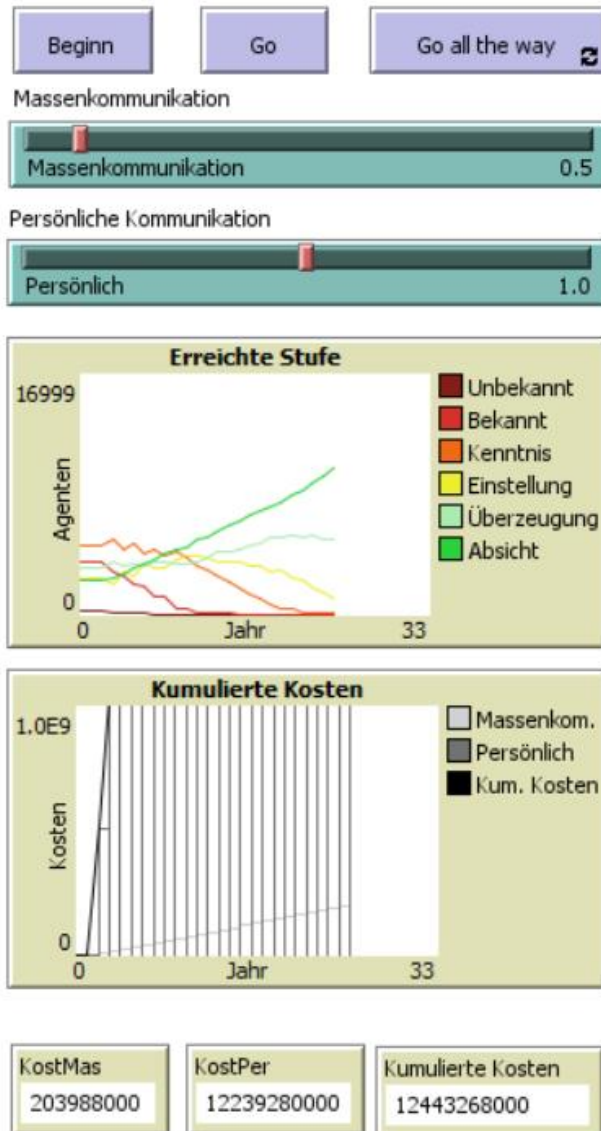 Beginn Go Go all the way
Massenkommunikation
Massenkommunikation 0.5
Persönliche Kommunikation
Persönlich 1.0
Erreichte Stufe
16999
Agenten
0
0 Jahr 33
Unbekannt
Bekannt
Kenntnis
Einstellung
Überzeugung
Absicht
Kumulierte Kosten
1.0E9
Kosten
0
0 Jahr 33
Massenkom.
Persönlich
Kum. Kosten
KostMas KostPer Kumulierte Kosten
203988000 12239280000 12443268000